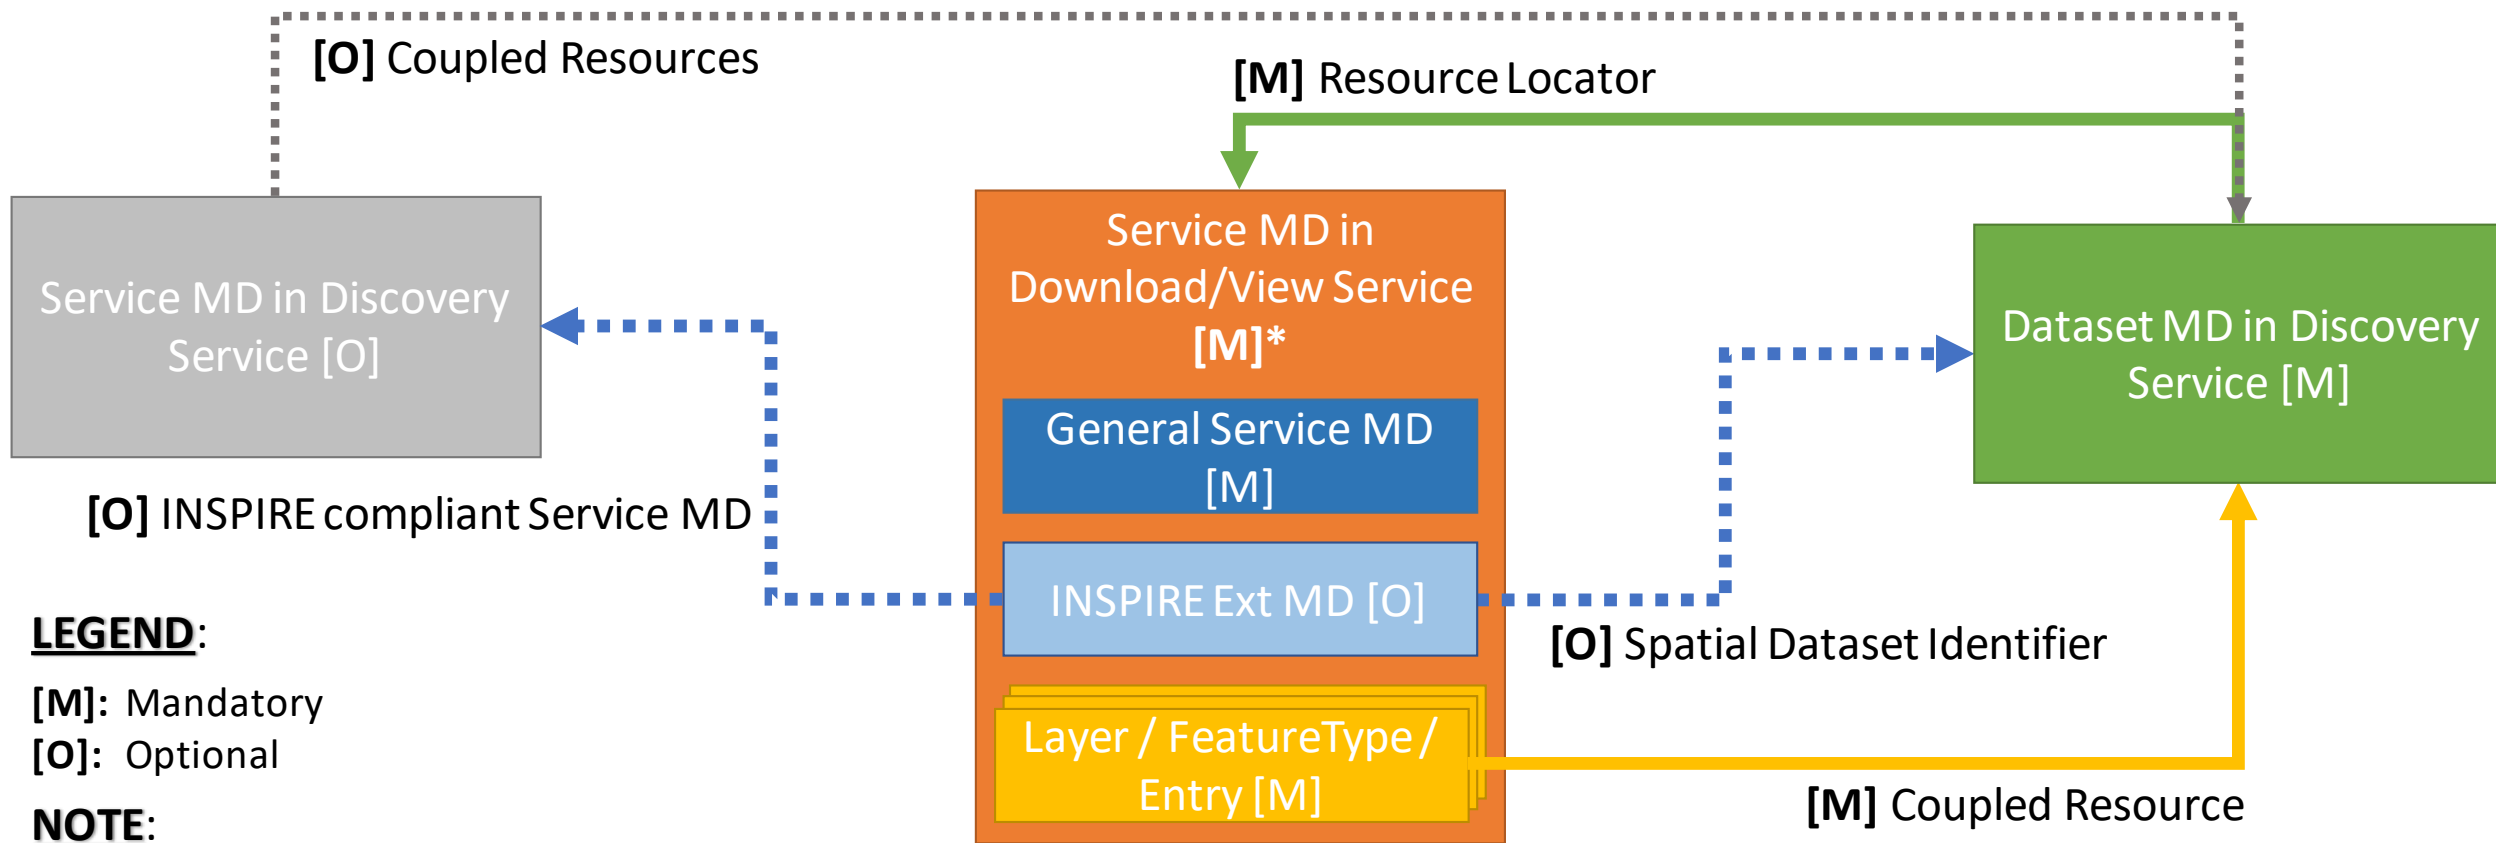 [O] Coupled Resources
[M] Resource Locator
Service MD in Discovery
Service [O]
Service MD in
Download/View Service
[M]*
General Service MD
[M]
INSPIRE Ext MD [O]
Layer / FeatureType /
Entry [M]
Dataset MD in Discovery
Service [M]
[O] INSPIRE compliant Service MD
[O] Spatial Dataset Identifier
[M] Coupled Resource
LEGEND:
[M]: Mandatory
[O]: Optional
NOTE: